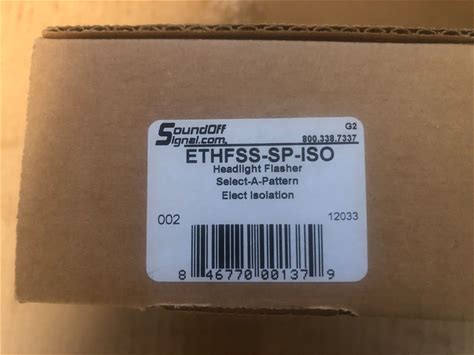 G2
SoundOff
Signal.com 800.338.7337
ETHFSS-SP-ISO
Headlight Flasher
Select-A-Pattern
Elect Isolation
002 12033
8 46770 00137 9